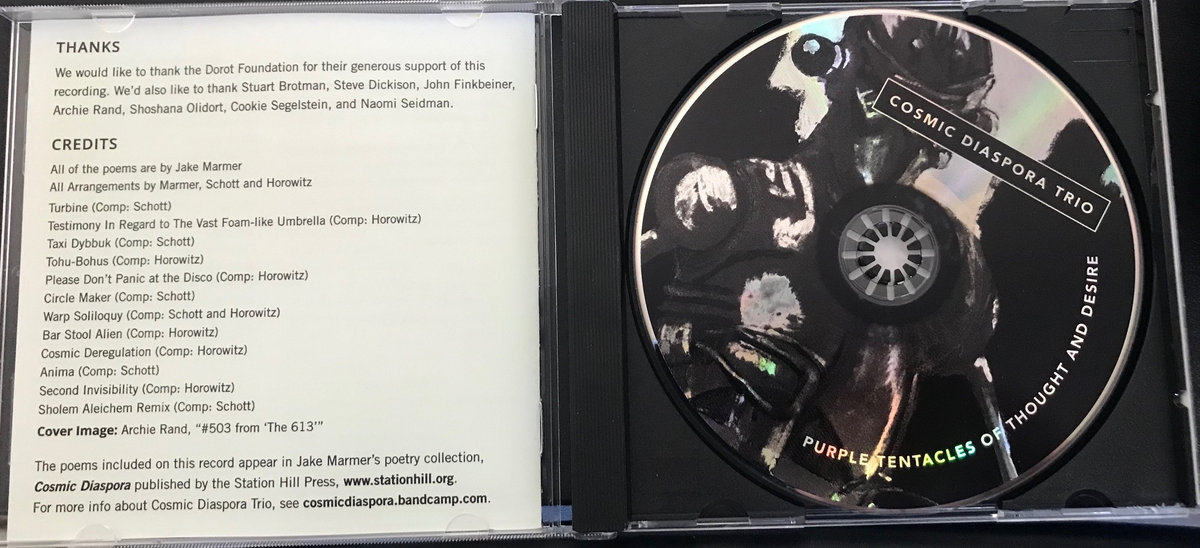 THANKS
We would like to thank the Dorot Foundation for their generous support of this
recording. We'd also like to thank Stuart Brotman, Steve Dickison, John Finkbeiner,
Archie Rand, Shoshana Olidort, Cookie Segelstein, and Naomi Seidman.
CREDITS
All of the poems are by Jake Marmer
All Arrangements by Marmer, Schott and Horowitz
Turbine (Comp: Schott)
Testimony In Regard to The Vast Foam-like Umbrella (Comp: Horowitz)
Taxi Dybbuk (Comp: Schott)
Tohu-Bohus (Comp: Horowitz)
Please Don't Panic at the Disco (Comp: Horowitz)
Circle Maker (Comp: Schott)
Warp Soliloquy (Comp: Schott and Horowitz)
Bar Stool Alien (Comp: Horowitz)
Cosmic Deregulation (Comp: Horowitz)
Anima (Comp: Schott)
Second Invisibility (Comp: Horowitz)
Sholem Aleichem Remix (Comp: Schott)
Cover Image: Archie Rand, "#503 from 'The 613'"
The poems included on this record appear in Jake Marmer's poetry collection,
Cosmic Diaspora published by the Station Hill Press, www.stationhill.org.
For more info about Cosmic Diaspora Trio, see cosmicdiaspora.bandcamp.com.
COSMIC DIASPORA TRIO
PURPLE TENTACLES OF THOUGHT AND DESIRE